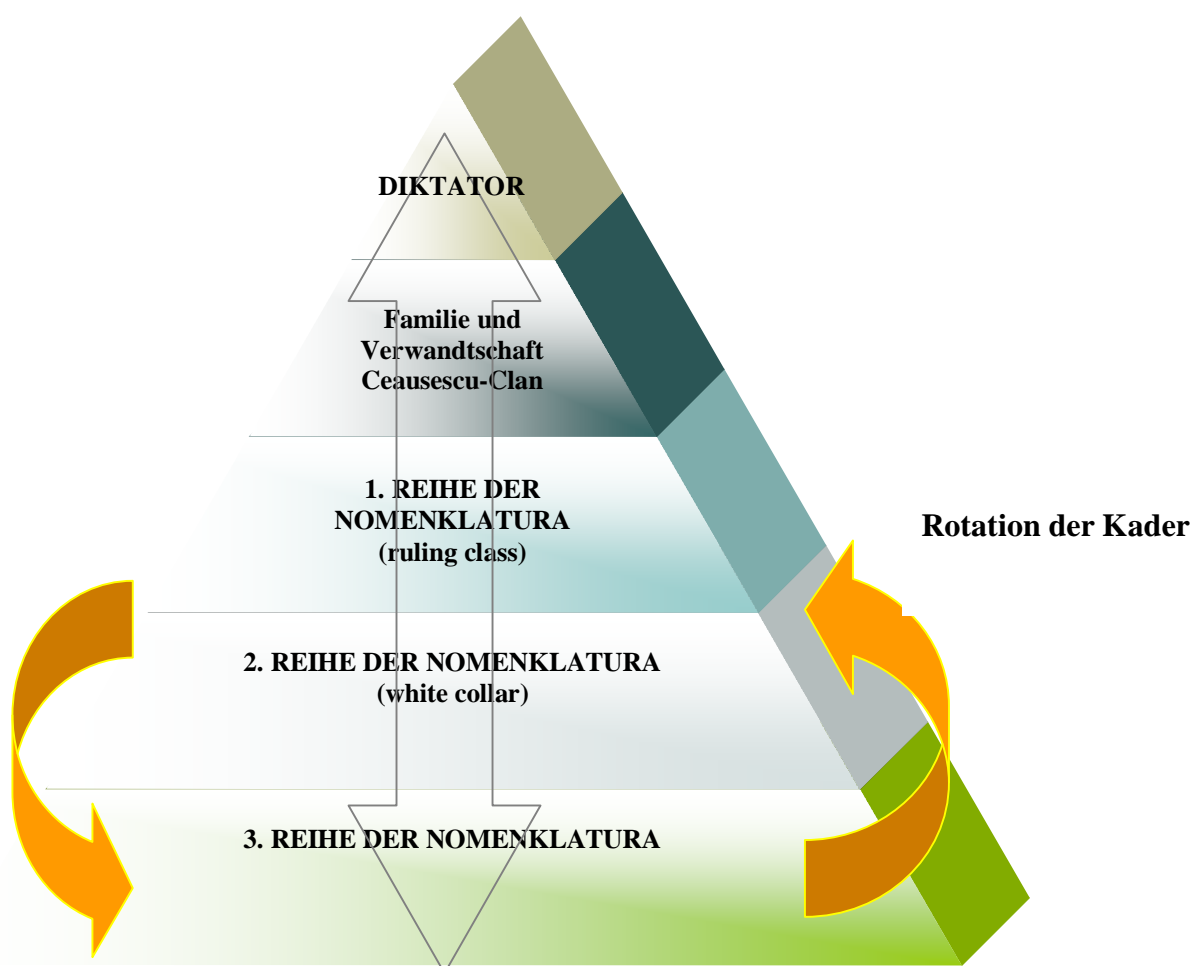 DIKTATOR
Familie und
Verwandtschaft
Ceausescu-Clan
1. REIHE DER
NOMENKLATURA
(ruling class)
Rotation der Kader
2. REIHE DER NOMENKLATURA
(white collar)
3. REIHE DER NOMENKLATURA